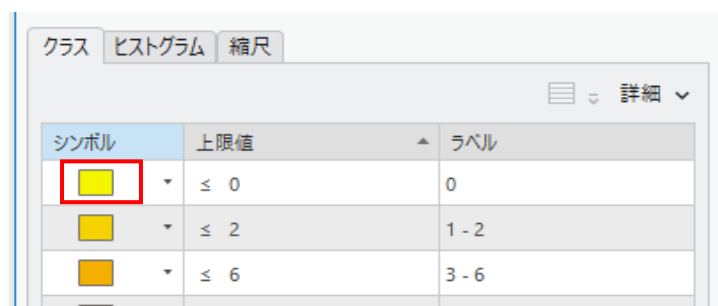 クラス ヒストグラム 縮尺
詳細
シンボル 上限値 ラベル
≤ 0 0
≤ 2 1 - 2
≤ 6 3 - 6